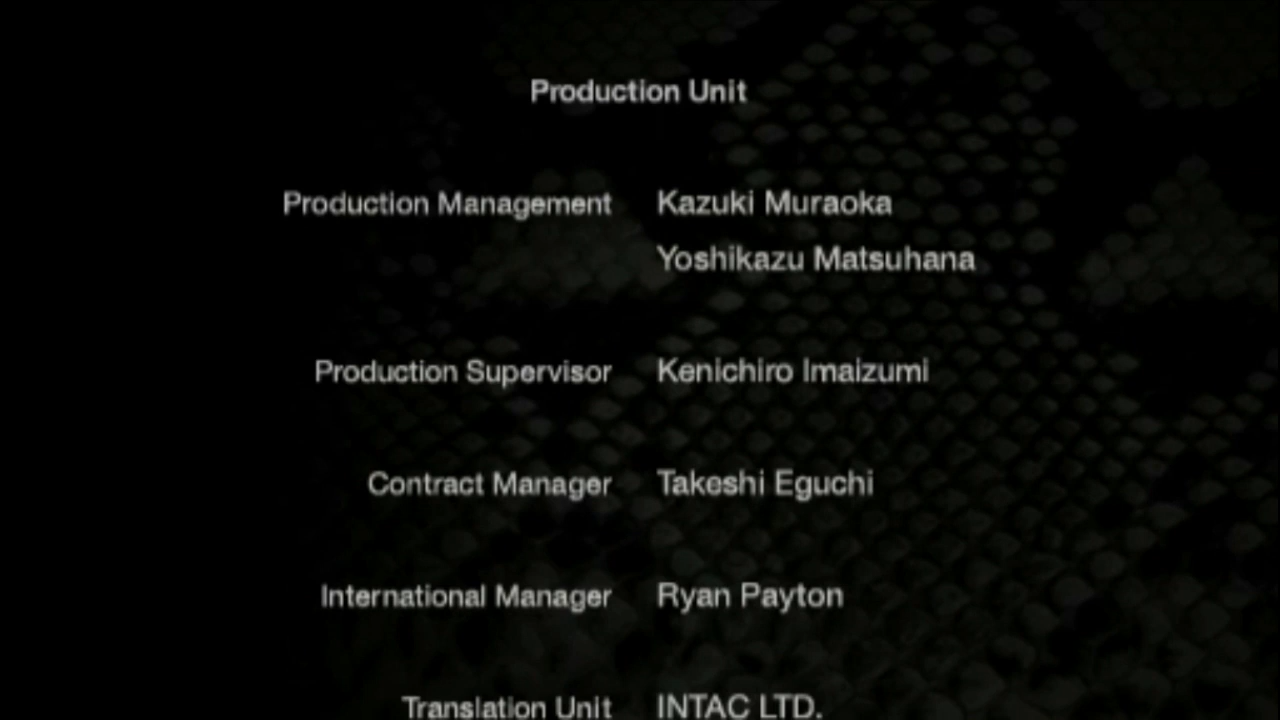 Production Unit
Production Management Kazuki Muraoka
Yoshikazu Matsuhana
Production Supervisor Kenichiro Imaizumi
Contract Manager Takeshi Eguchi
International Manager Ryan Payton
Translation Unit INTAC LTD.